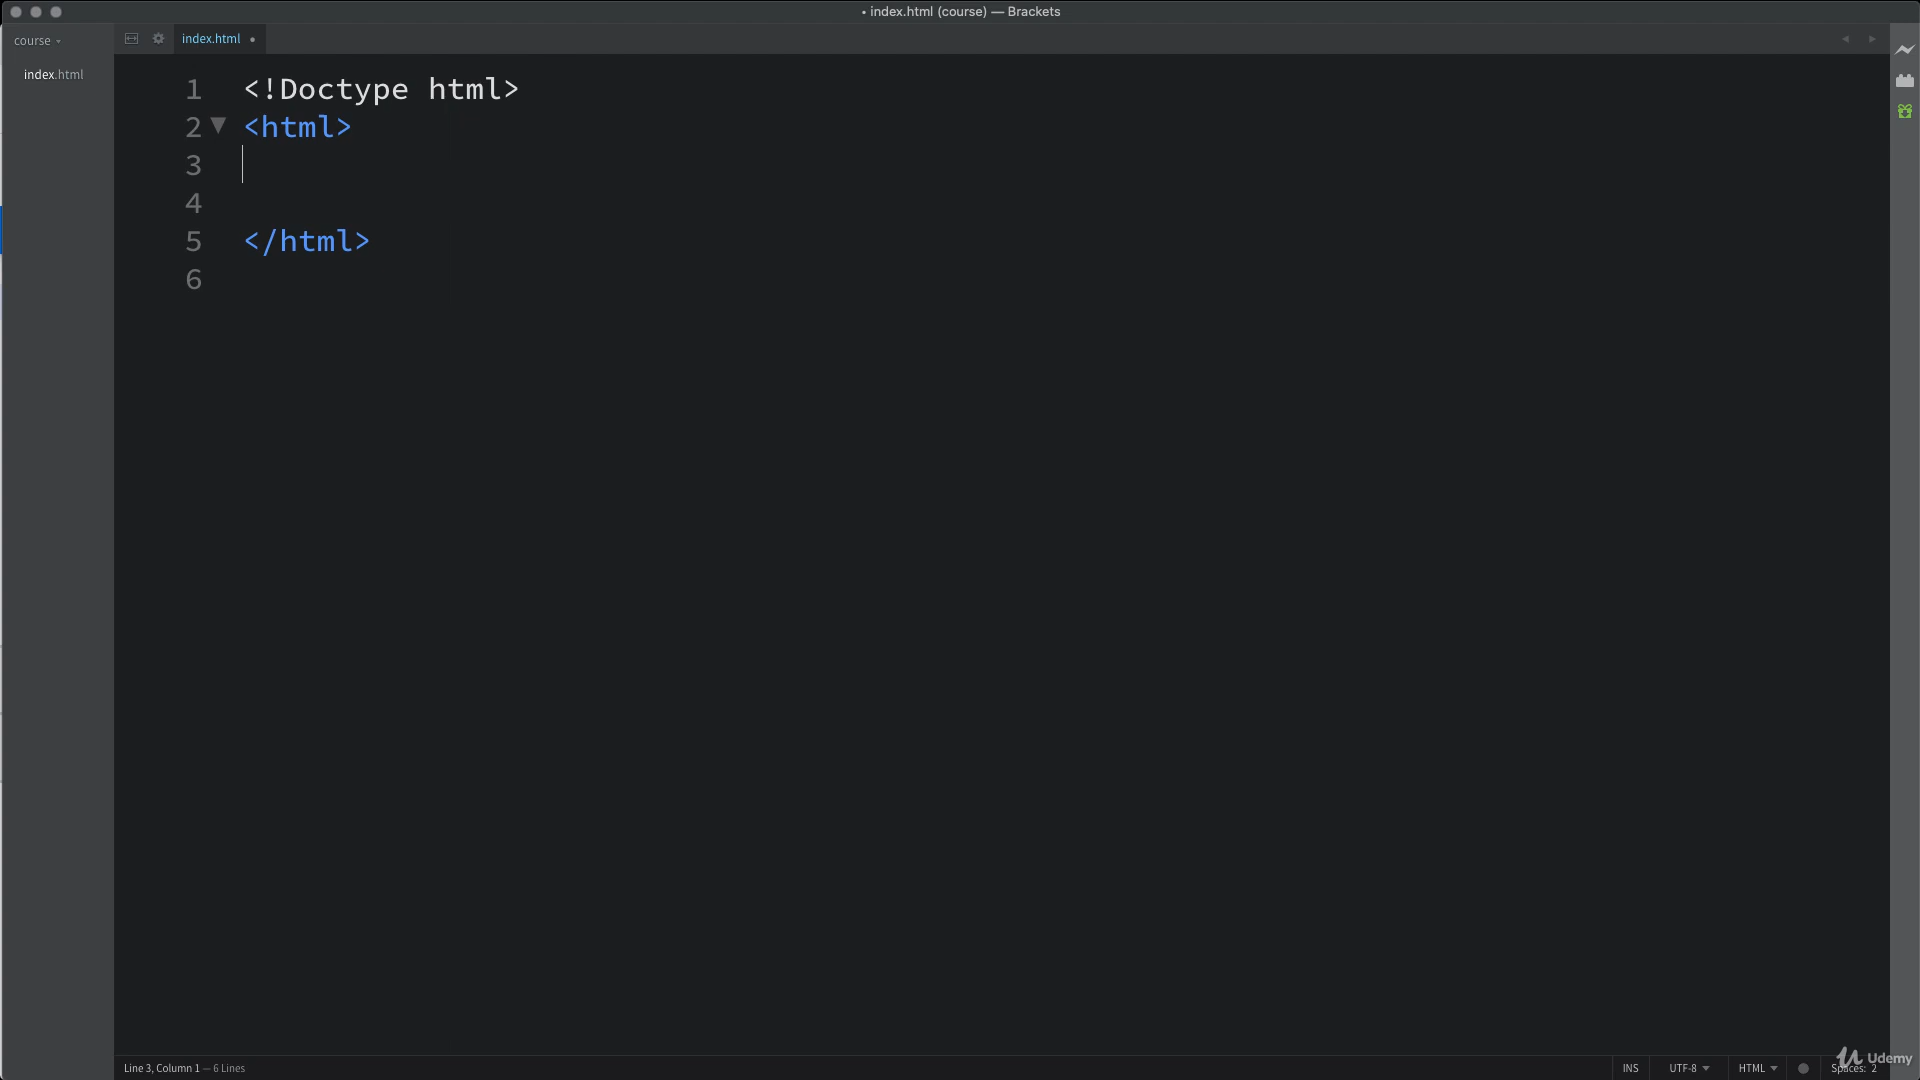 • index.html (course) — Brackets
course
index.html •
index.html
1 <!Doctype html>
2 <html>
3
4
5 </html>
6
Line 3, Column 1 — 6 Lines
INS
UTF-8
HTML
Spaces: 2
Udemy